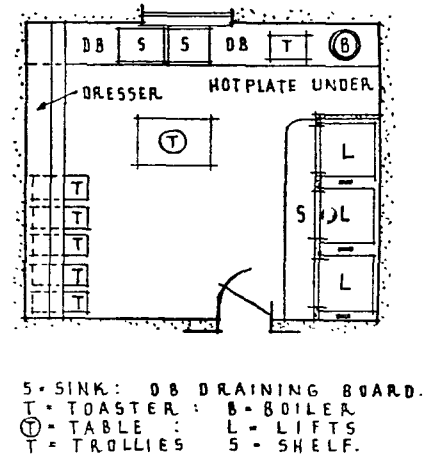 DB S S DB T B
DRESSER HOTPLATE UNDER
T
L
T
T S L
T
T L
T
S = SINK: DB DRAINING BOARD.
T = TOASTER : B = BOILER
T = TABLE : L = LIFTS
T = TROLLIES S = SHELF.